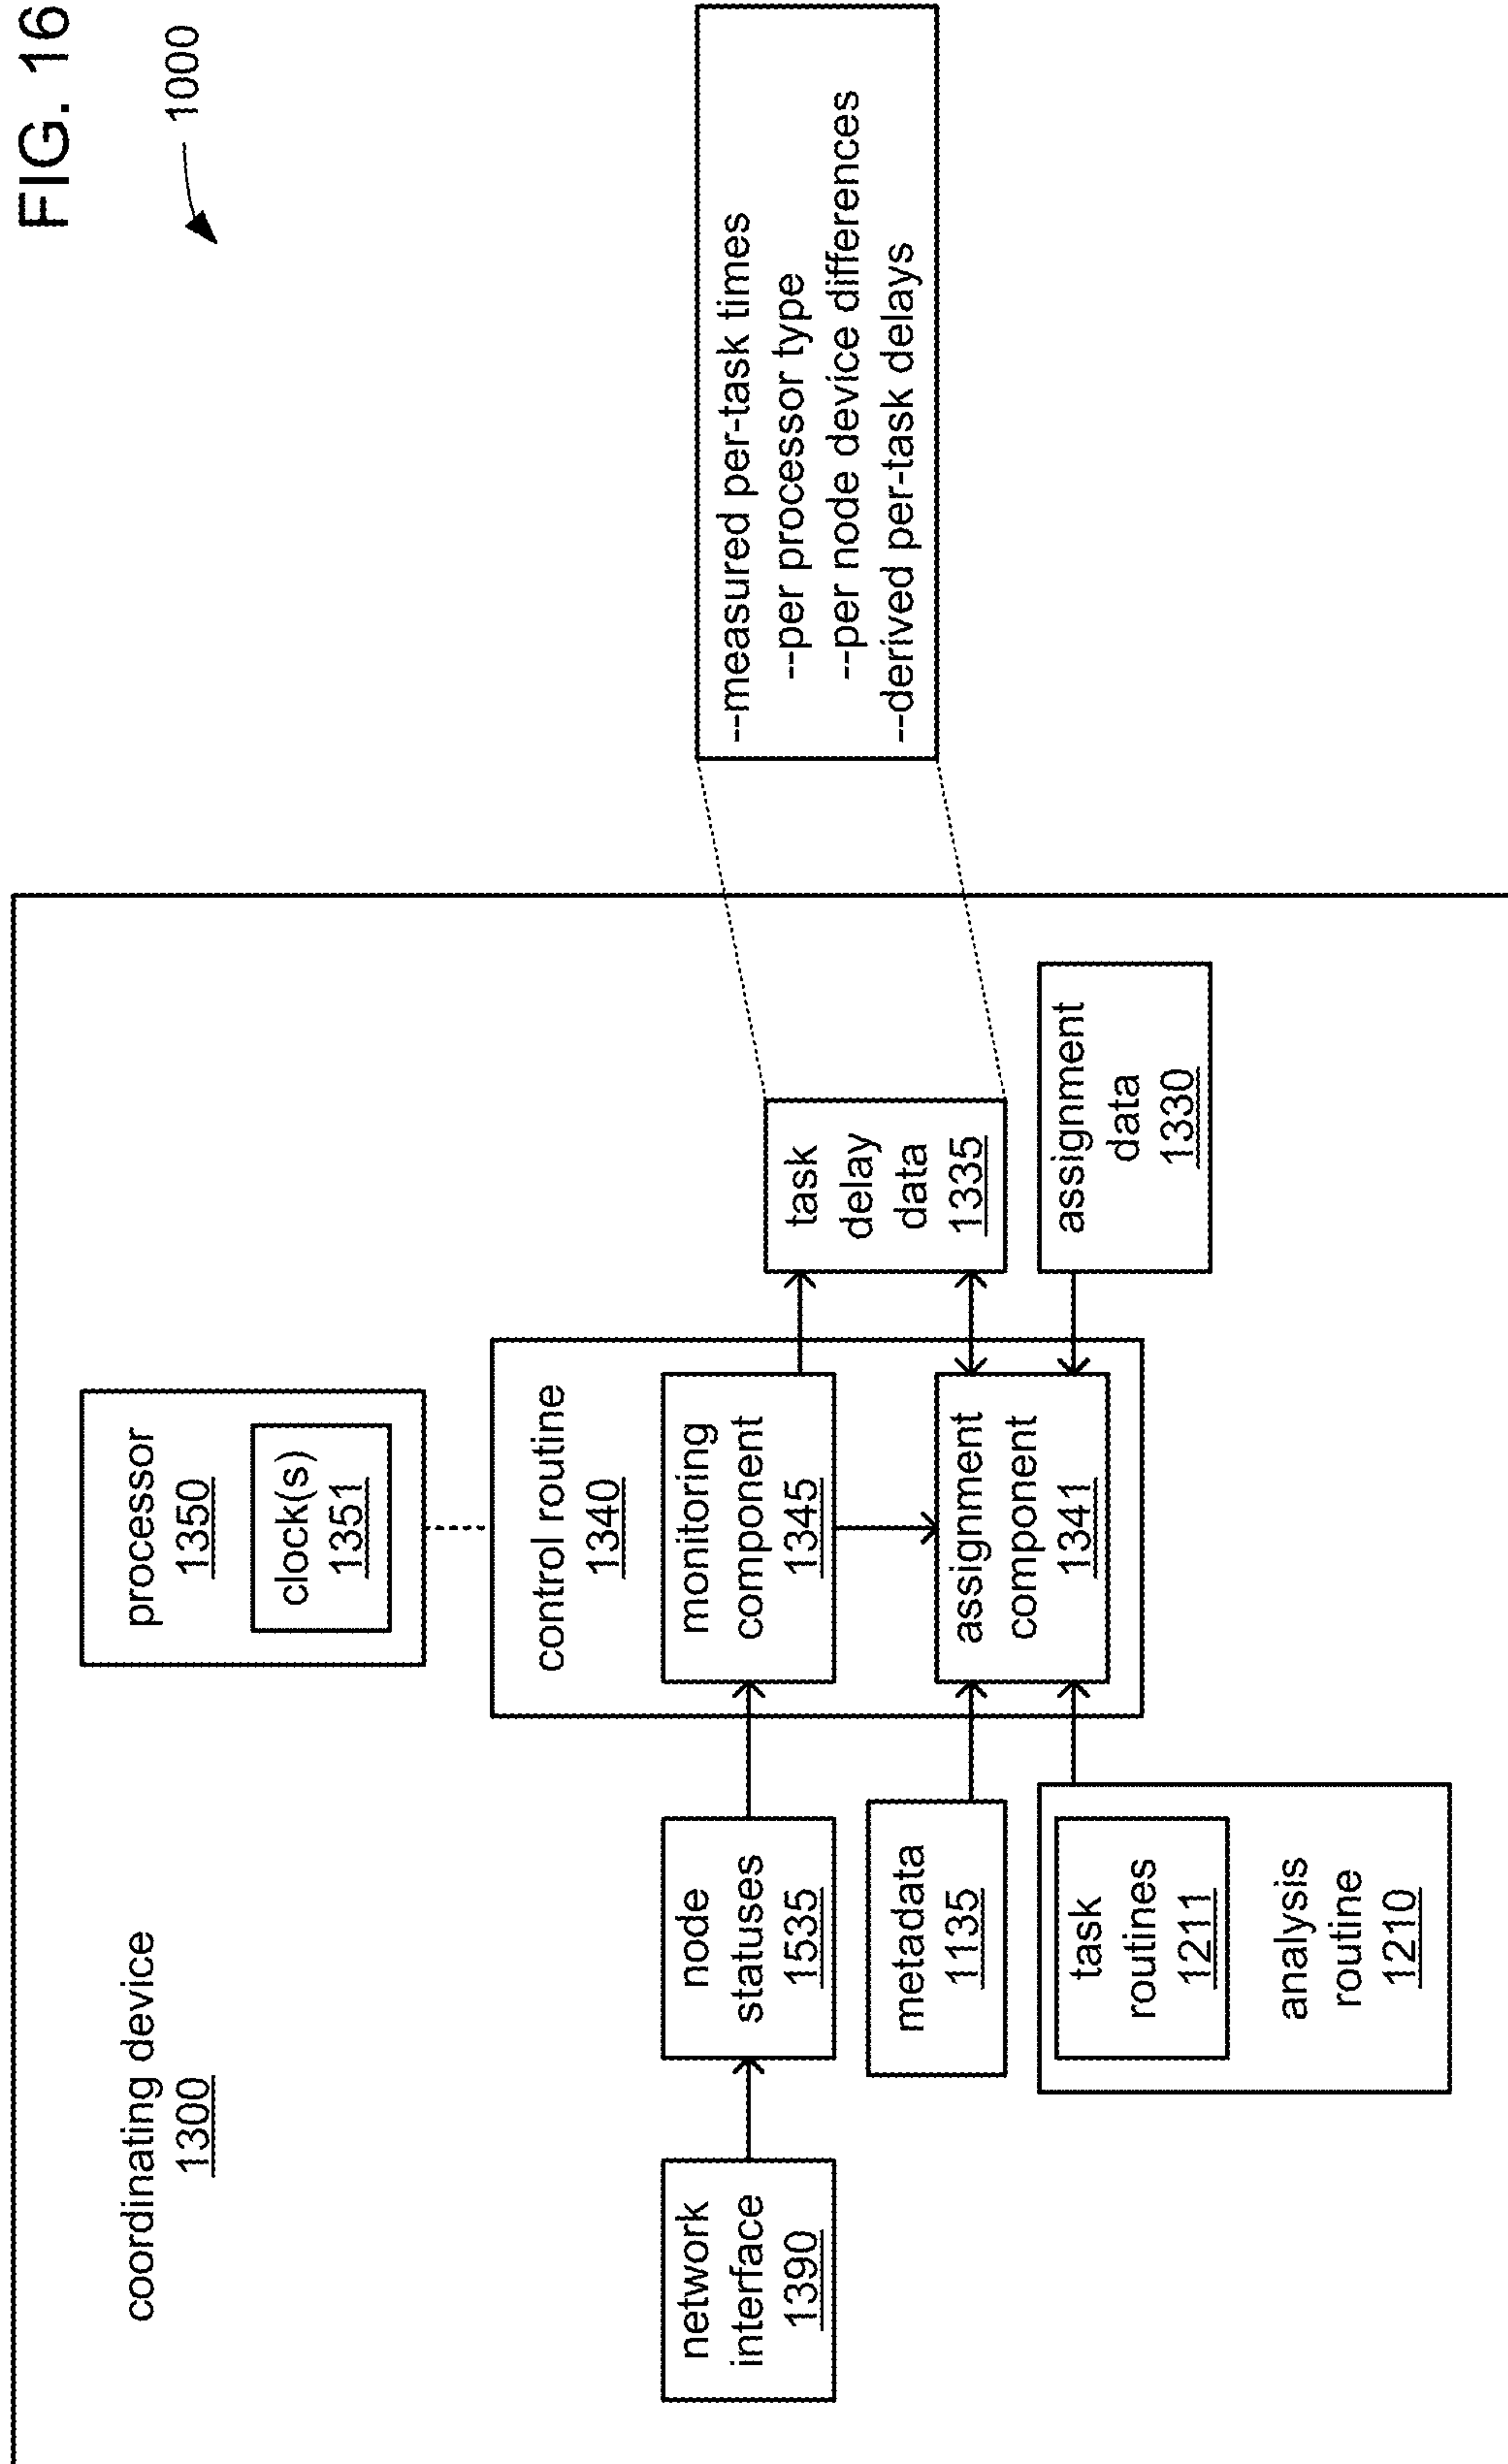 FIG. 16
1000
coordinating device
1300
processor
1350
clock(s)
1351
control routine
1340
network
interface
1390
node
statuses
1535
monitoring
component
1345
task
delay
data
1335
--measured per-task times
--per processor type
--per node device differences
--derived per-task delays
metadata
1135
assignment
component
1341
assignment
data
1330
task
routines
1211
analysis
routine
1210